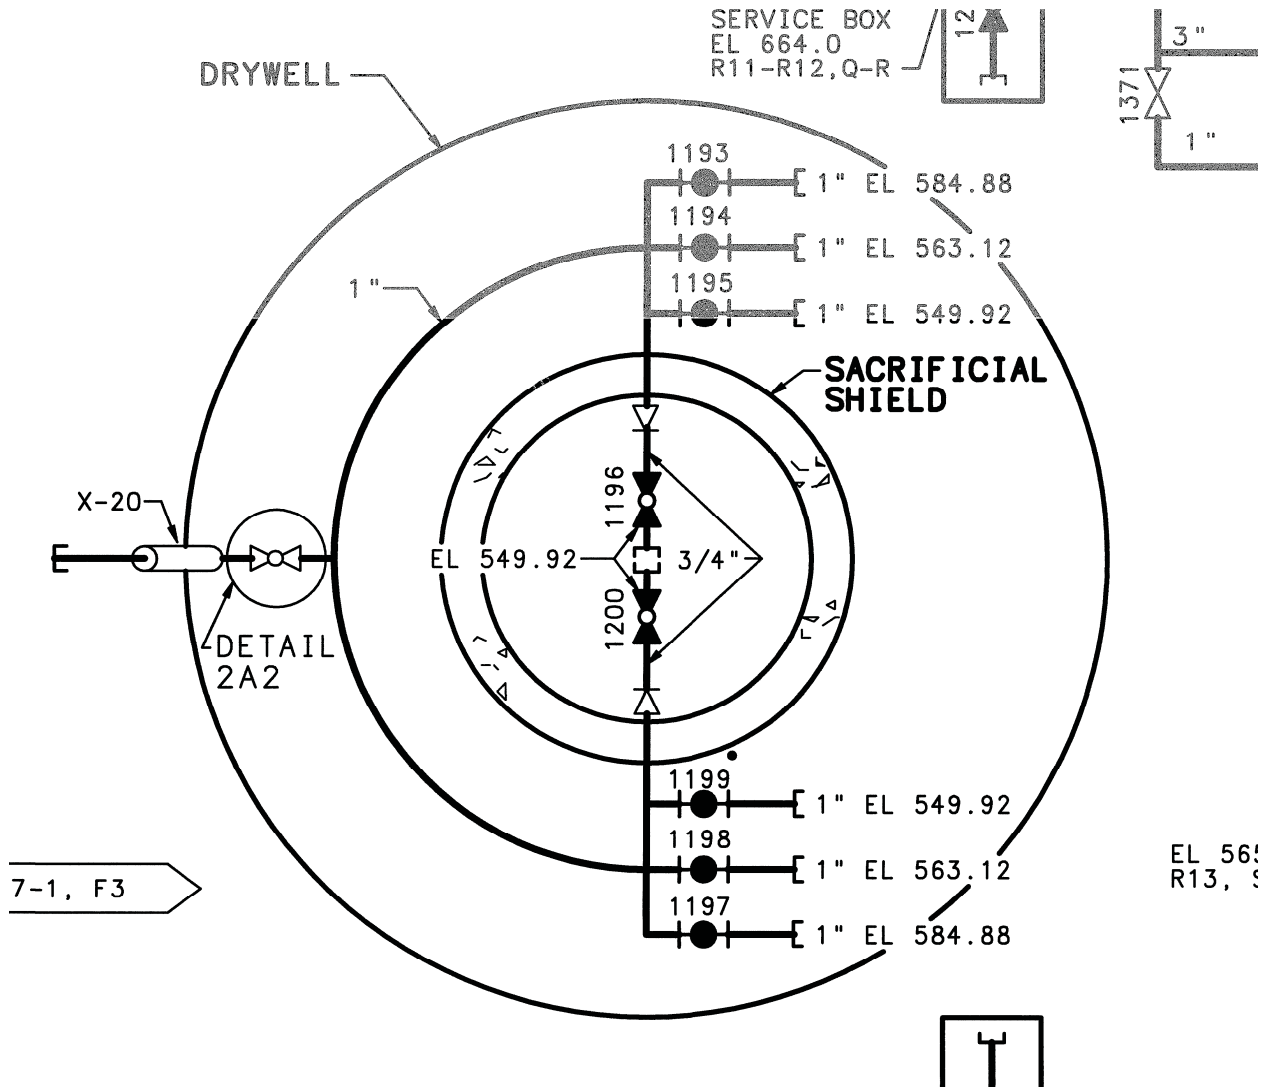 SERVICE BOX
EL 664.0
R11-R12,Q-R
12
3"
1371
1"
DRYWELL
1193
1" EL 584.88
1194
1" EL 563.12
1"
1195
1" EL 549.92
SACRIFICIAL
SHIELD
X-20
1196
EL 549.92
3/4"
1200
DETAIL
2A2
1199
1" EL 549.92
1198
1" EL 563.12
1197
1" EL 584.88
7-1, F3
EL 565
R13,